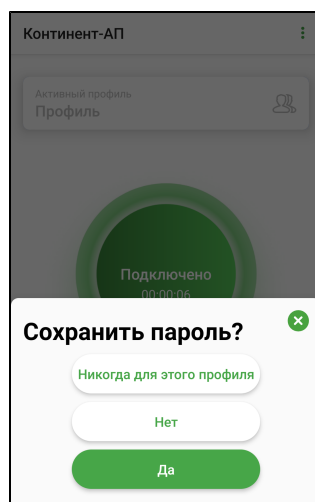 Континент-АП
Активный профиль
Профиль
Подключено
00:00:06
Сохранить пароль?
Никогда для этого профиля
Нет
Да